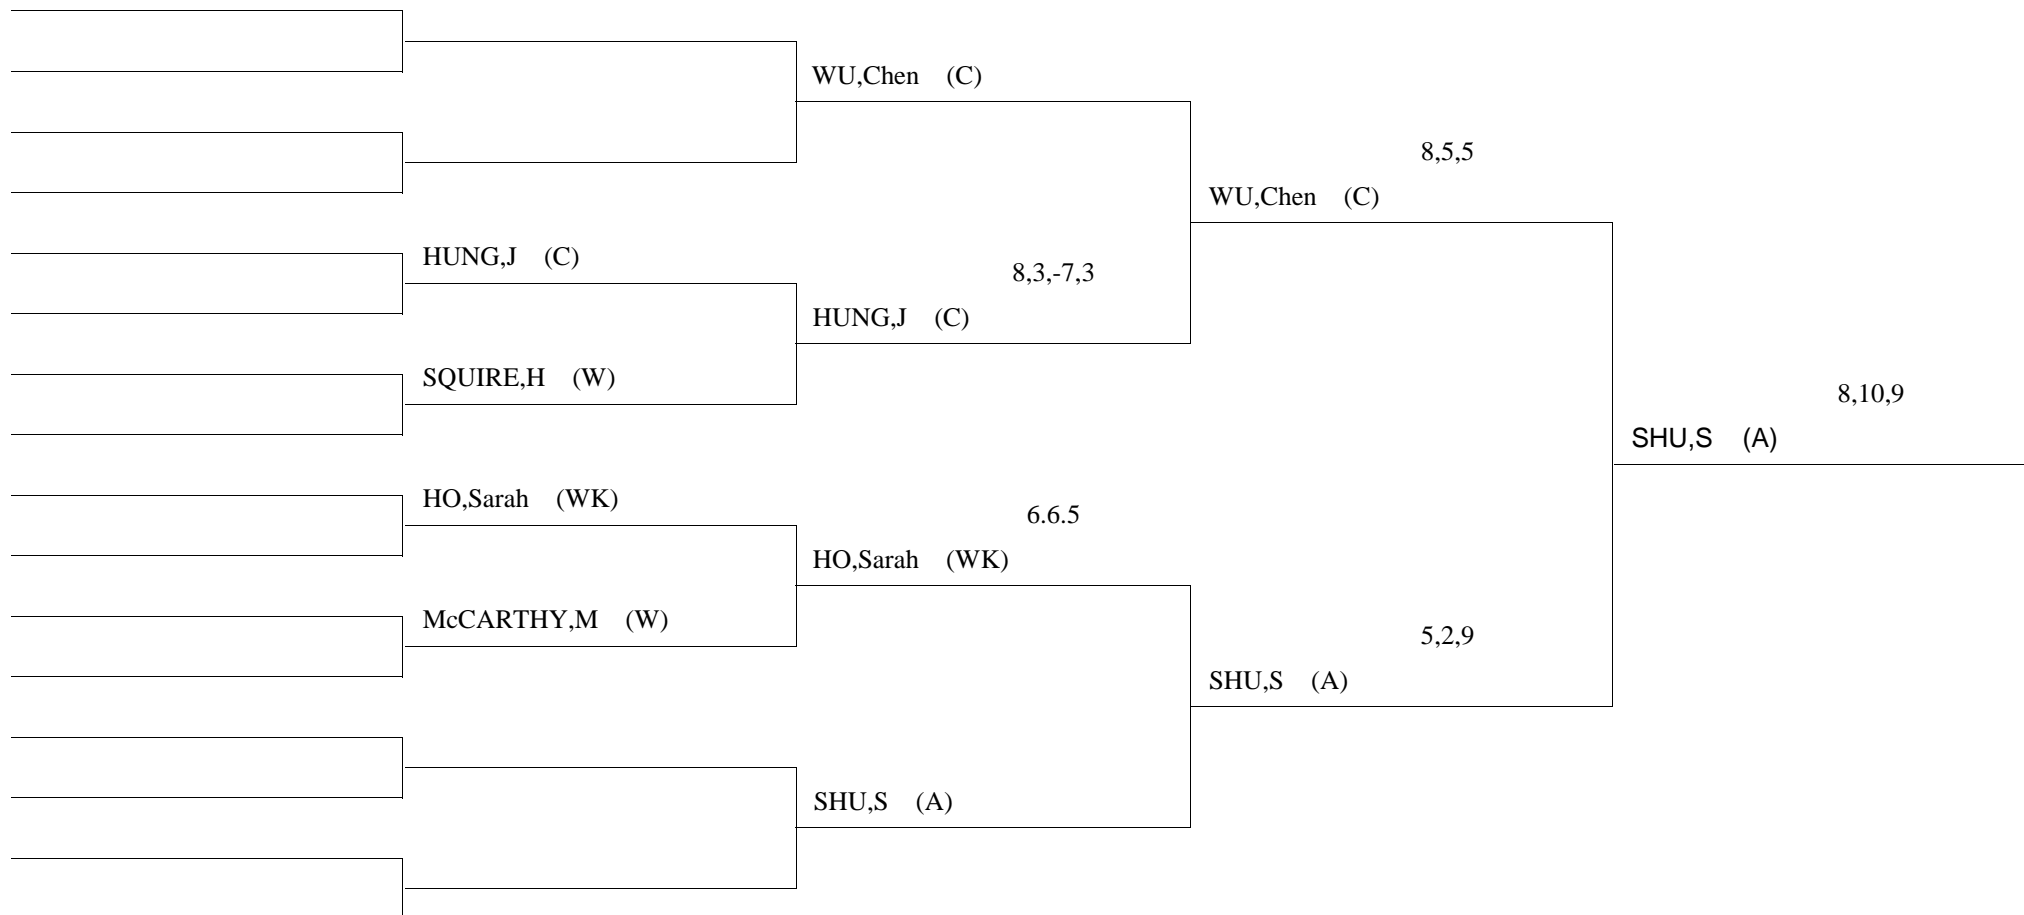 WU,Chen (C)
8,5,5
WU,Chen (C)
HUNG,J (C)
8,3,-7,3
HUNG,J (C)
SQUIRE,H (W)
8,10,9
SHU,S (A)
HO,Sarah (WK)
6.6.5
HO,Sarah (WK)
McCARTHY,M (W)
5,2,9
SHU,S (A)
SHU,S (A)